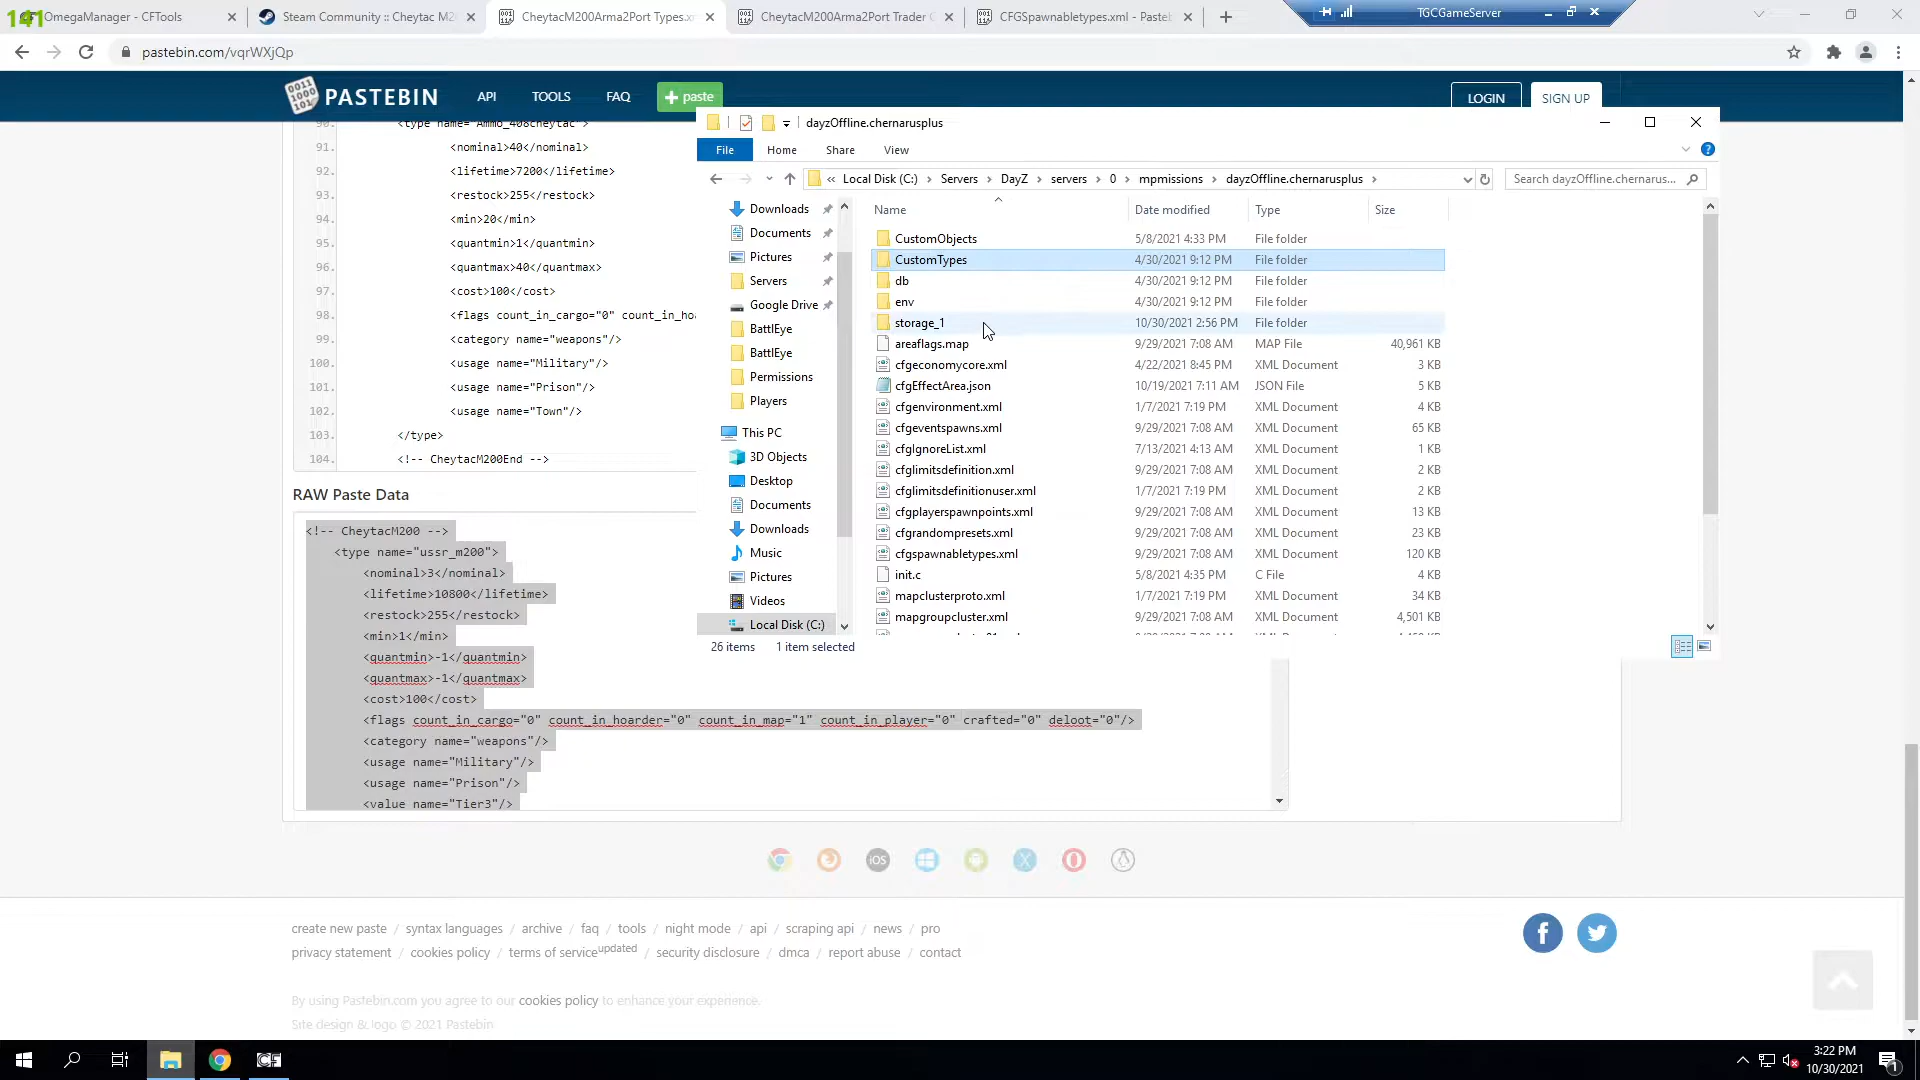 141
OmegaManager - CFTools
Steam Community :: Cheytac M2
CheytacM200Arma2Port Types.x
CheytacM200Arma2Port Trader
CFGSpawnabletypes.xml - Paste
TGCGameServer
pastebin.com/vqrWXjQp
PASTEBIN
API
TOOLS
FAQ
+ paste
LOGIN
SIGN UP
90. <type name="Ammo_408cheytac">
91. <nominal>40</nominal>
92. <lifetime>7200</lifetime>
93. <restock>255</restock>
94. <min>20</min>
95. <quantmin>1</quantmin>
96. <quantmax>40</quantmax>
97. <cost>100</cost>
98. <flags count_in_cargo="0" count_in_hoa
99. <category name="weapons"/>
100. <usage name="Military"/>
101. <usage name="Prison"/>
102. <usage name="Town"/>
103. </type>
104. <!-- CheytacM200End -->
RAW Paste Data
<!-- CheytacM200 -->
<type name="ussr_m200">
<nominal>3</nominal>
<lifetime>10800</lifetime>
<restock>255</restock>
<min>1</min>
<quantmin>-1</quantmin>
<quantmax>-1</quantmax>
<cost>100</cost>
<flags count_in_cargo="0" count_in_hoarder="0" count_in_map="1" count_in_player="0" crafted="0" deloot="0"/>
<category name="weapons"/>
<usage name="Military"/>
<usage name="Prison"/>
<value name="Tier3"/>
dayzOffline.chernarusplus
File
Home
Share
View
« Local Disk (C:) > Servers > DayZ > servers > 0 > mpmissions > dayzOffline.chernarusplus >
Search dayzOffline.chernarus...
Downloads
Documents
Pictures
Servers
Google Drive
BattlEye
BattlEye
Permissions
Players
This PC
3D Objects
Desktop
Documents
Downloads
Music
Pictures
Videos
Local Disk (C:)
Name Date modified Type Size
CustomObjects 5/8/2021 4:33 PM File folder
CustomTypes 4/30/2021 9:12 PM File folder
db 4/30/2021 9:12 PM File folder
env 4/30/2021 9:12 PM File folder
storage_1 10/30/2021 2:56 PM File folder
areaflags.map 9/29/2021 7:08 AM MAP File 40,961 KB
cfgeconomycore.xml 4/22/2021 8:45 PM XML Document 3 KB
cfgEffectArea.json 10/19/2021 7:11 AM JSON File 5 KB
cfgenvironment.xml 1/7/2021 7:19 PM XML Document 4 KB
cfgeventspawns.xml 9/29/2021 7:08 AM XML Document 65 KB
cfgIgnoreList.xml 7/13/2021 4:13 AM XML Document 1 KB
cfglimitsdefinition.xml 9/29/2021 7:08 AM XML Document 2 KB
cfglimitsdefinitionuser.xml 1/7/2021 7:19 PM XML Document 2 KB
cfgplayerspawnpoints.xml 9/29/2021 7:08 AM XML Document 13 KB
cfgrandompresets.xml 9/29/2021 7:08 AM XML Document 23 KB
cfgspawnabletypes.xml 9/29/2021 7:08 AM XML Document 120 KB
init.c 5/8/2021 4:35 PM C File 4 KB
mapclusterproto.xml 1/7/2021 7:19 PM XML Document 34 KB
mapgroupcluster.xml 9/29/2021 7:08 AM XML Document 4,501 KB
26 items 1 item selected
iOS
create new paste / syntax languages / archive / faq / tools / night mode / api / scraping api / news / pro
privacy statement / cookies policy / terms of service updated / security disclosure / dmca / report abuse / contact
By using Pastebin.com you agree to our cookies policy to enhance your experience.
Site design & logo © 2021 Pastebin
CF
3:22 PM
10/30/2021
1